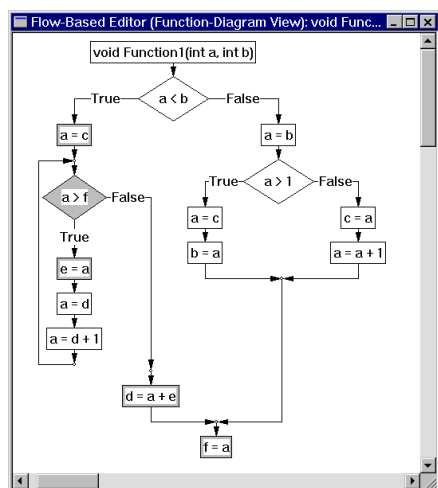 Flow-Based Editor (Function-Diagram View): void Func...
void Function1(int a, int b)
a < b
True
False
a = c
a = b
a > f
False
True
a > 1
True
False
a = c
c = a
b = a
a = a + 1
e = a
a = d
a = d + 1
d = a + e
f = a